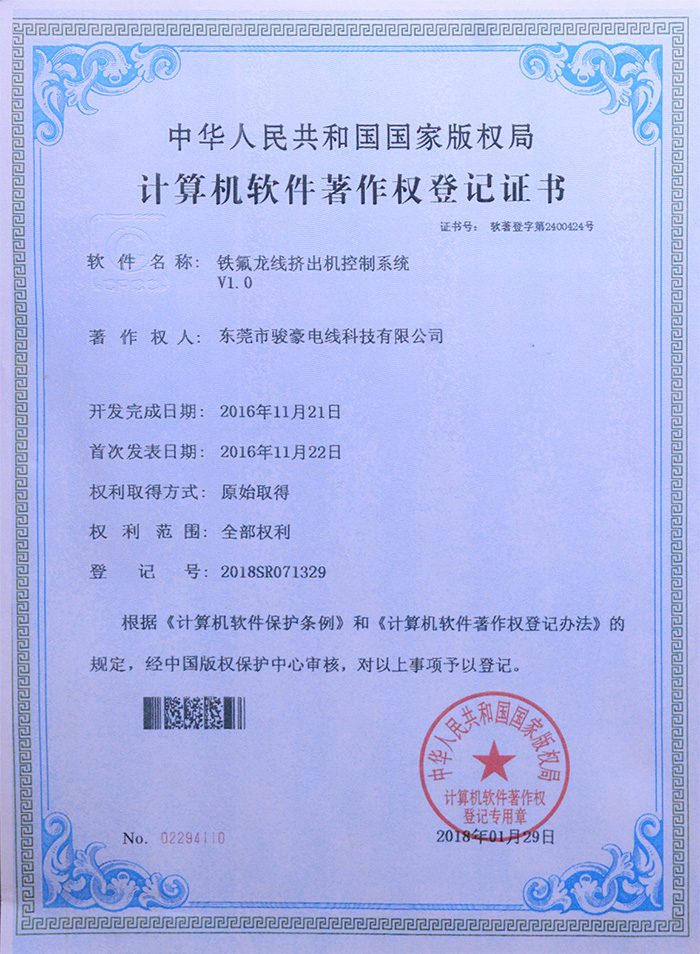 中华人民共和国国家版权局
计算机软件著作权登记证书
证书号： 软著登字第2400424号
软件名称： 铁氟龙线挤出机控制系统
V1.0
著作权人： 东莞市骏豪电线科技有限公司
开发完成日期： 2016年11月21日
首次发表日期： 2016年11月22日
权利取得方式： 原始取得
权利范围： 全部权利
登记号： 2018SR071329
根据《计算机软件保护条例》和《计算机软件著作权登记办法》的
规定，经中国版权保护中心审核，对以上事项予以登记。
中华人民共和国国家版权局
计算机软件著作权
登记专用章
No. 02294110
2018年01月29日